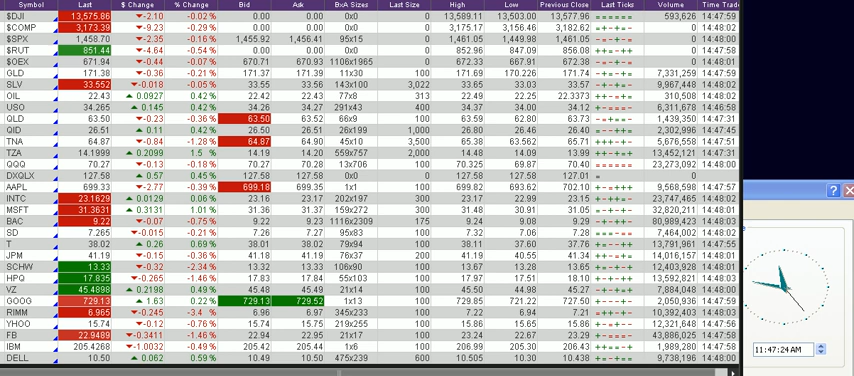 Symbol Last $ Change % Change Bid Ask BxA Sizes Last Size High Low Previous Close Last Ticks Volume Time Trade
$DJI 13,575.86 -2.10 -0.02 % 0.00 0.00 0x0 0 13,589.11 13,503.00 13,577.96 ====== 593,626 14:47:59
$COMP 3,173.39 -9.23 -0.29 % 0.00 0.00 0x0 0 3,175.17 3,156.46 3,182.62 0 14:48:02
$SPX 1,458.70 -2.35 -0.16 % 1,455.92 1,456.41 95x15 0 1,461.05 1,449.98 1,461.05 0 14:48:00
$RUT 851.44 -4.64 -0.54 % 0.00 0.00 0x0 0 852.96 847.09 856.08 0 14:47:58
$OEX 671.94 -0.44 -0.07 % 670.71 670.93 1106x1965 0 672.33 667.91 672.38 0 14:48:01
GLD 171.38 -0.36 -0.21 % 171.37 171.39 11x30 100 171.69 170.226 171.74 7,331,259 14:47:59
SLV 33.552 -0.018 -0.05 % 33.55 33.56 143x100 3,022 33.65 33.03 33.57 9,967,448 14:48:02
OIL 22.43 0.0927 0.42 % 22.42 22.43 77x8 313 22.49 22.25 22.3373 310,508 14:48:02
USO 34.265 0.145 0.42 % 34.26 34.27 291x43 400 34.37 34.00 34.12 6,311,678 14:46:58
QLD 63.50 -0.23 -0.36 % 63.50 63.52 66x9 100 63.59 62.80 63.73 1,439,350 14:47:31
QID 26.51 0.11 0.42 % 26.50 26.51 26x199 1,000 26.80 26.46 26.40 2,302,996 14:47:45
TNA 64.87 -0.84 -1.28 % 64.87 64.90 45x10 3,500 65.38 63.562 65.71 5,676,558 14:47:51
TZA 14.1999 0.2099 1.5 % 14.19 14.20 559x757 2,000 14.48 14.09 13.99 13,452,121 14:47:31
QQQ 70.27 -0.13 -0.18 % 70.27 70.28 13x706 100 70.325 69.87 70.40 23,273,092 14:48:00
DXQLX 127.58 0.57 0.45 % 127.58 127.58 0x0 0 127.58 127.58 127.01 = 0
AAPL 699.33 -2.77 -0.39 % 699.18 699.35 1x1 100 699.82 693.62 702.10 9,568,598 14:47:57
INTC 23.1629 0.0129 0.06 % 23.16 23.17 202x197 300 23.17 22.99 23.15 23,747,465 14:48:02
MSFT 31.3631 0.3131 1.01 % 31.36 31.37 159x272 100 31.48 30.91 31.05 32,820,211 14:48:01
BAC 9.22 -0.07 -0.75 % 9.22 9.23 1116x2309 175 9.24 9.08 9.29 80,989,423 14:48:03
SD 7.265 -0.015 -0.21 % 7.26 7.27 95x83 100 7.32 7.06 7.28 7,464,002 14:48:02
T 38.02 0.26 0.69 % 38.01 38.02 79x94 100 38.11 37.60 37.76 13,791,961 14:47:55
JPM 41.19 -0.15 -0.36 % 41.18 41.19 76x37 200 41.19 40.55 41.34 14,016,157 14:48:01
SCHW 13.33 -0.32 -2.34 % 13.32 13.33 106x90 100 13.67 13.28 13.65 12,403,928 14:48:01
HPQ 17.835 -0.265 -1.46 % 17.83 17.84 55x103 100 17.97 17.51 18.10 13,592,821 14:48:03
VZ 45.4898 0.2198 0.49 % 45.48 45.49 21x14 100 45.50 44.98 45.27 7,884,048 14:48:00
GOOG 729.13 1.63 0.22 % 729.13 729.52 1x13 100 729.85 721.22 727.50 2,050,936 14:47:59
RIMM 6.965 -0.245 -3.4 % 6.96 6.97 345x233 100 7.22 6.94 7.21 10,392,403 14:48:03
YHOO 15.74 -0.12 -0.76 % 15.74 15.75 219x255 100 15.86 15.65 15.86 12,321,648 14:47:56
FB 22.9489 -0.3411 -1.46 % 22.94 22.95 21x17 100 23.24 22.67 23.29 43,886,025 14:47:58
IBM 205.4268 -1.0032 -0.49 % 205.42 205.44 1x6 100 206.99 205.30 206.43 1,989,280 14:47:58
DELL 10.50 0.062 0.59 % 10.49 10.50 475x239 600 10.505 10.30 10.438 9,738,196 14:48:00
11:47:24 AM